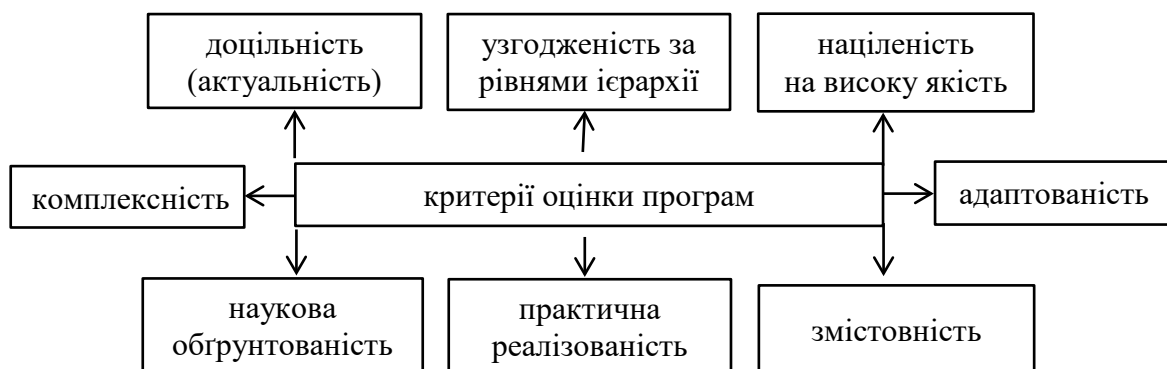 доцільність
(актуальність)
узгодженість за
рівнями ієрархії
націленість
на високу якість
комплексність
критерії оцінки програм
адаптованість
наукова
обґрунтованість
практична
реалізованість
змістовність